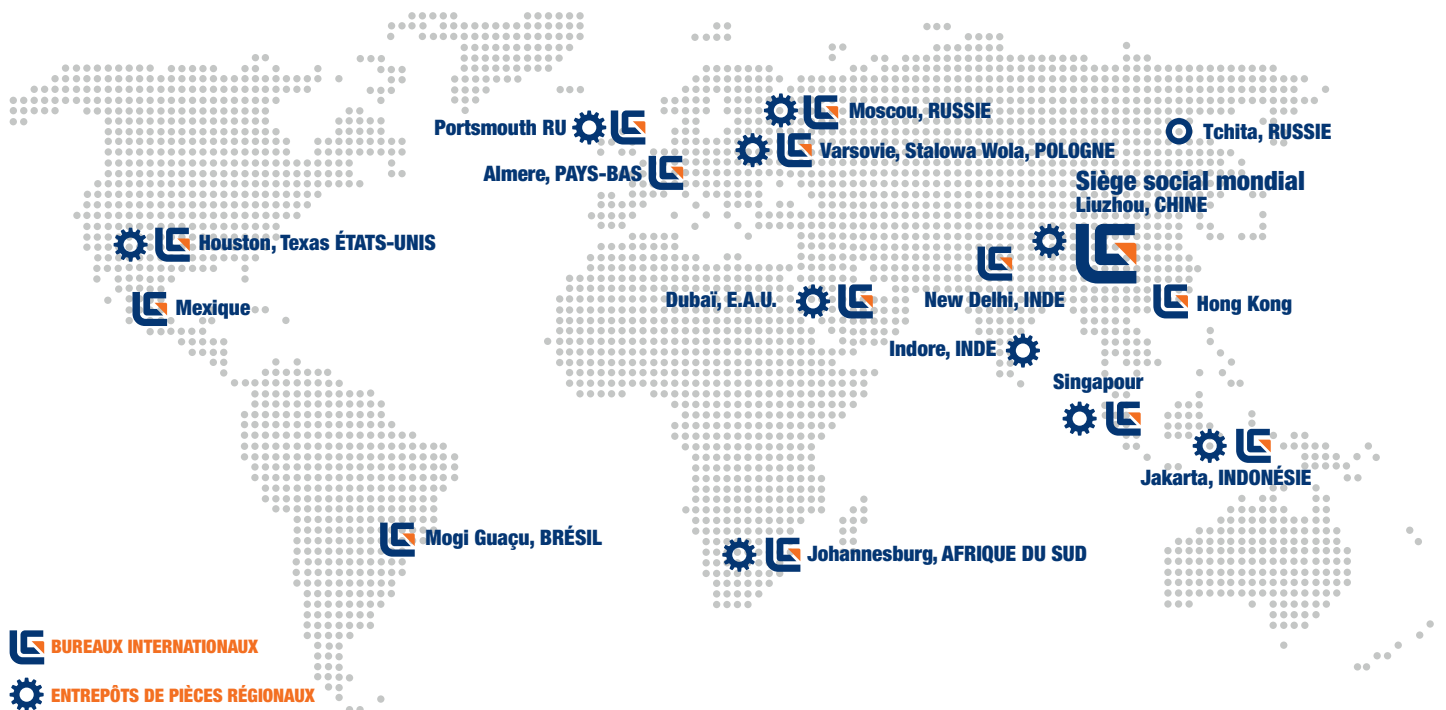 Moscou, RUSSIE
Portsmouth RU
Tchita, RUSSIE
Varsovie, Stalowa Wola, POLOGNE
Almere, PAYS-BAS
Siège social mondial
Liuzhou, CHINE
Houston, Texas ÉTATS-UNIS
Mexique
Dubaï, E.A.U.
New Delhi, INDE
Hong Kong
Indore, INDE
Singapour
Jakarta, INDONÉSIE
Mogi Guaçu, BRÉSIL
Johannesburg, AFRIQUE DU SUD
BUREAUX INTERNATIONAUX
ENTREPÔTS DE PIÈCES RÉGIONAUX